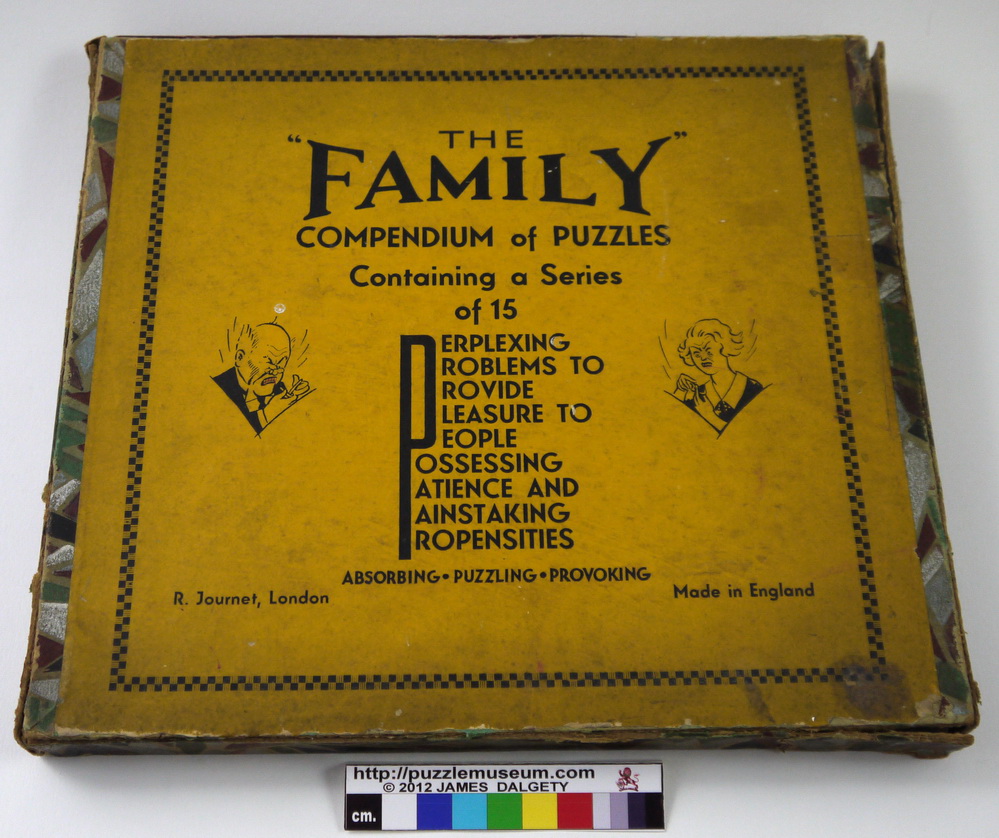 THE
"FAMILY"
COMPENDIUM of PUZZLES
Containing a Series
of 15
PERPLEXING
PROBLEMS TO
PROVIDE
PLEASURE TO
PEOPLE
POSSESSING
PATIENCE AND
PAINSTAKING
PROPENSITIES
ABSORBING • PUZZLING • PROVOKING
R. Journet, London
Made in England
http://puzzlemuseum.com
© 2012 JAMES DALGETY
cm.